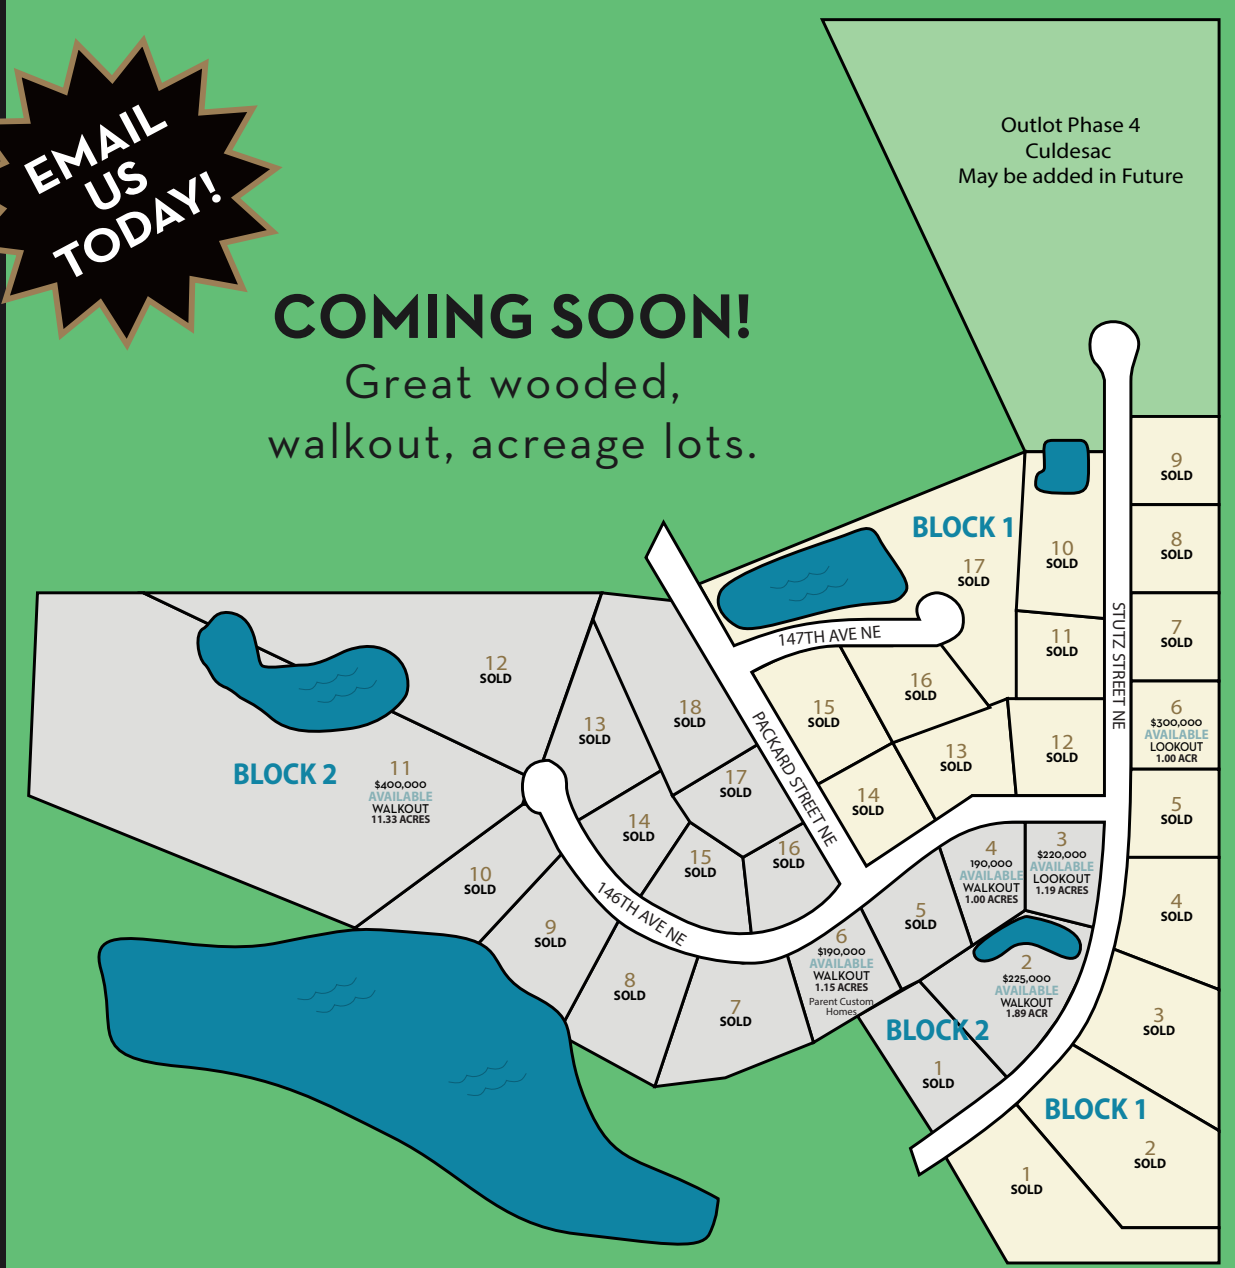 EMAIL
US
TODAY!
COMING SOON!
Great wooded,
walkout, acreage lots.
Outlot Phase 4
Culdesac
May be added in Future
BLOCK 1
9
SOLD
8
SOLD
7
SOLD
6
$300,000
AVAILABLE
LOOKOUT
1.00 ACR
5
SOLD
4
SOLD
3
SOLD
2
SOLD
1
SOLD
BLOCK 1
10
SOLD
11
SOLD
12
SOLD
13
SOLD
14
SOLD
15
SOLD
16
SOLD
17
SOLD
STUTZ STREET NE
147TH AVE NE
PACKARD STREET NE
146TH AVE NE
BLOCK 2
11
$400,000
AVAILABLE
WALKOUT
11.33 ACRES
12
SOLD
13
SOLD
18
SOLD
17
SOLD
14
SOLD
15
SOLD
16
SOLD
10
SOLD
9
SOLD
8
SOLD
7
SOLD
6
$190,000
AVAILABLE
WALKOUT
1.15 ACRES
Parent Custom
Homes
5
SOLD
4
190,000
AVAILABLE
WALKOUT
1.00 ACRES
3
$220,000
AVAILABLE
LOOKOUT
1.19 ACRES
2
$225,000
AVAILABLE
WALKOUT
1.89 ACR
BLOCK 2
1
SOLD